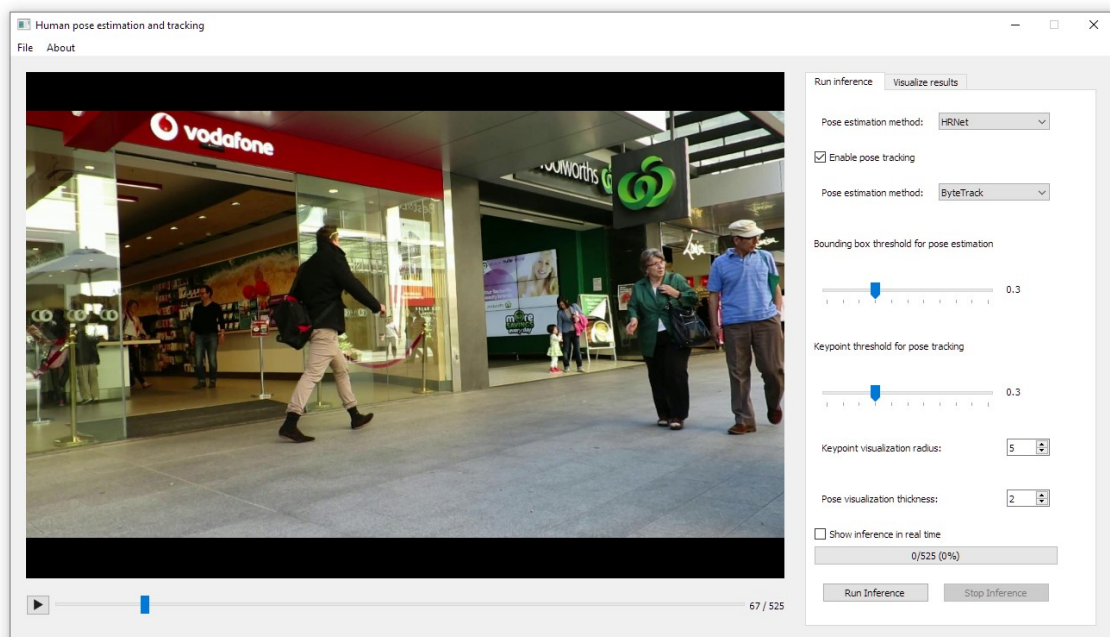 Human pose estimation and tracking
File About
Run inference Visualize results
Pose estimation method: HRNet
Enable pose tracking
Pose estimation method: ByteTrack
Bounding box threshold for pose estimation
0.3
Keypoint threshold for pose tracking
0.3
Keypoint visualization radius: 5
Pose visualization thickness: 2
Show inference in real time
0/525 (0%)
Run Inference Stop Inference
67 / 525
vodafone
oolworths
more
savings
everyday